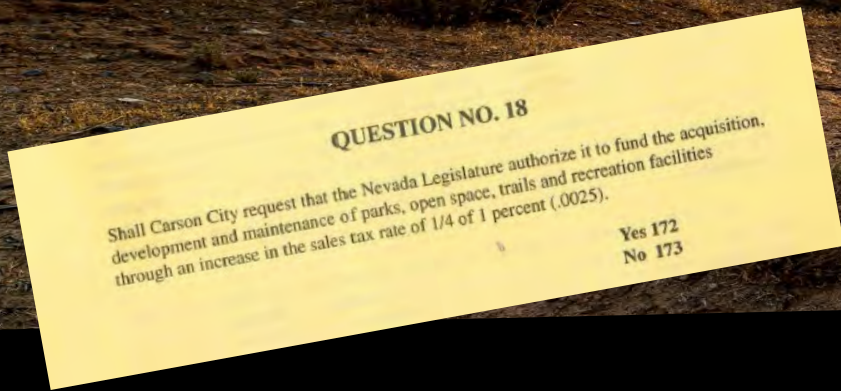 QUESTION NO. 18
Shall Carson City request that the Nevada Legislature authorize it to fund the acquisition,
development and maintenance of parks, open space, trails and recreation facilities
through an increase in the sales tax rate of 1/4 of 1 percent (.0025).
Yes 172
No 173